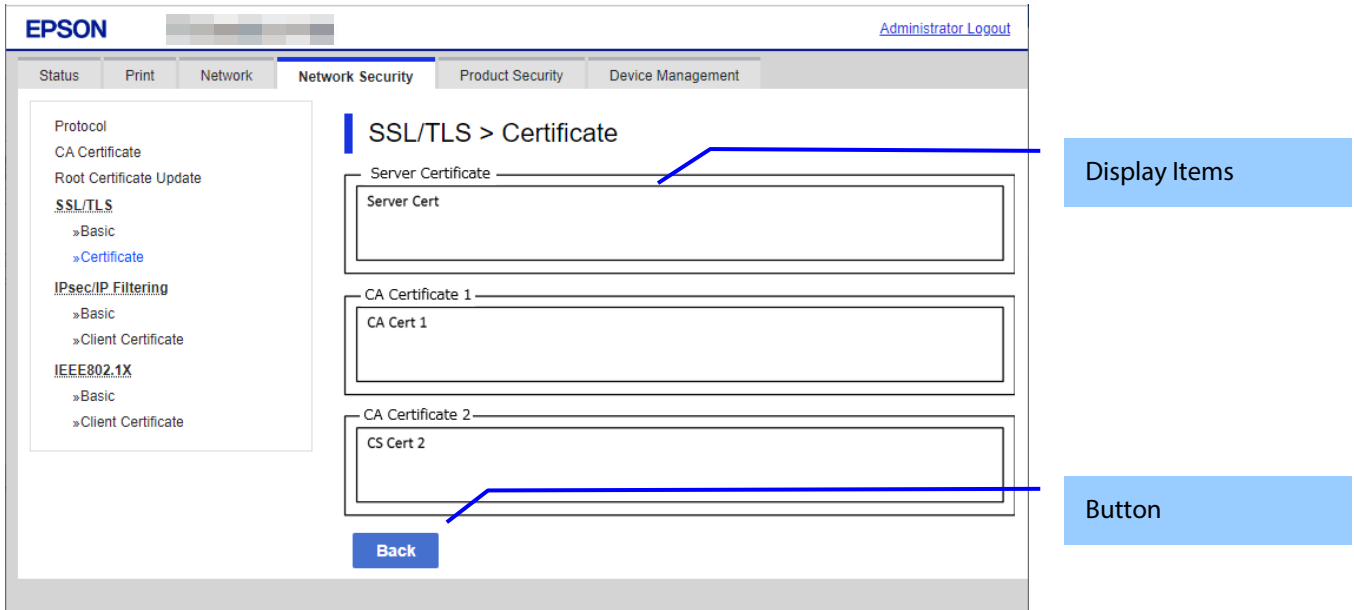 EPSON
Administrator Logout
Status Print Network Network Security Product Security Device Management
Protocol
CA Certificate
Root Certificate Update
SSL/TLS
»Basic
»Certificate
IPsec/IP Filtering
»Basic
»Client Certificate
IEEE802.1X
»Basic
»Client Certificate
SSL/TLS > Certificate
Server Certificate
Server Cert
CA Certificate 1
CA Cert 1
CA Certificate 2
CS Cert 2
Back
Display Items
Button